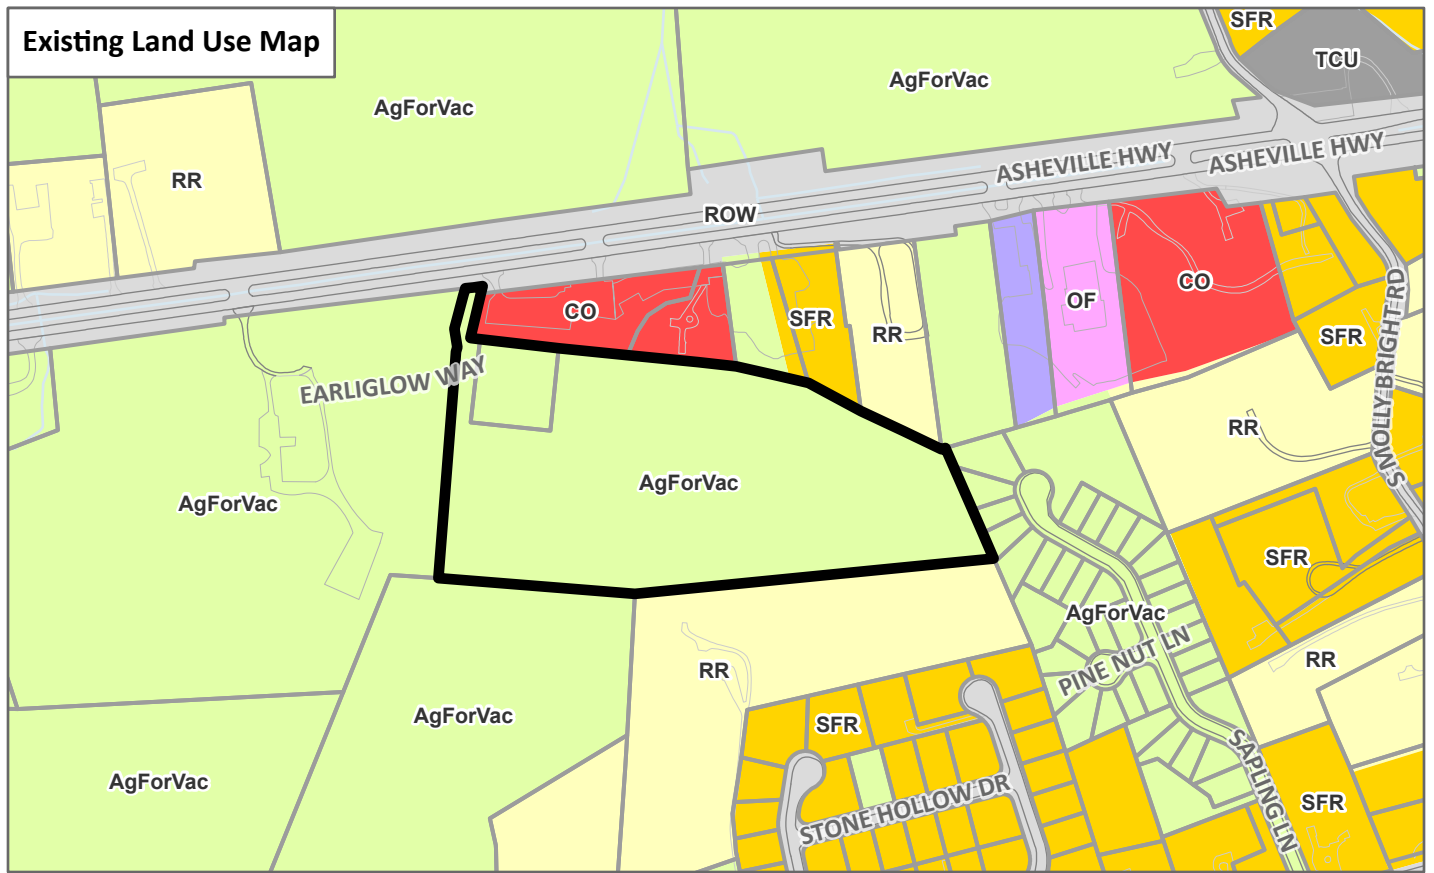 Existing Land Use Map
SFR
TCU
AgForVac
AgForVac
ASHEVILLE HWY
ASHEVILLE HWY
RR
ROW
CO
OF
CO
SFR
RR
SFR
EARLIGLOW WAY
S MOLLY BRIGHT RD
RR
AgForVac
AgForVac
SFR
AgForVac
PINE NUT LN
RR
RR
AgForVac
SFR
SAPLING LN
AgForVac
STONE HOLLOW DR
SFR